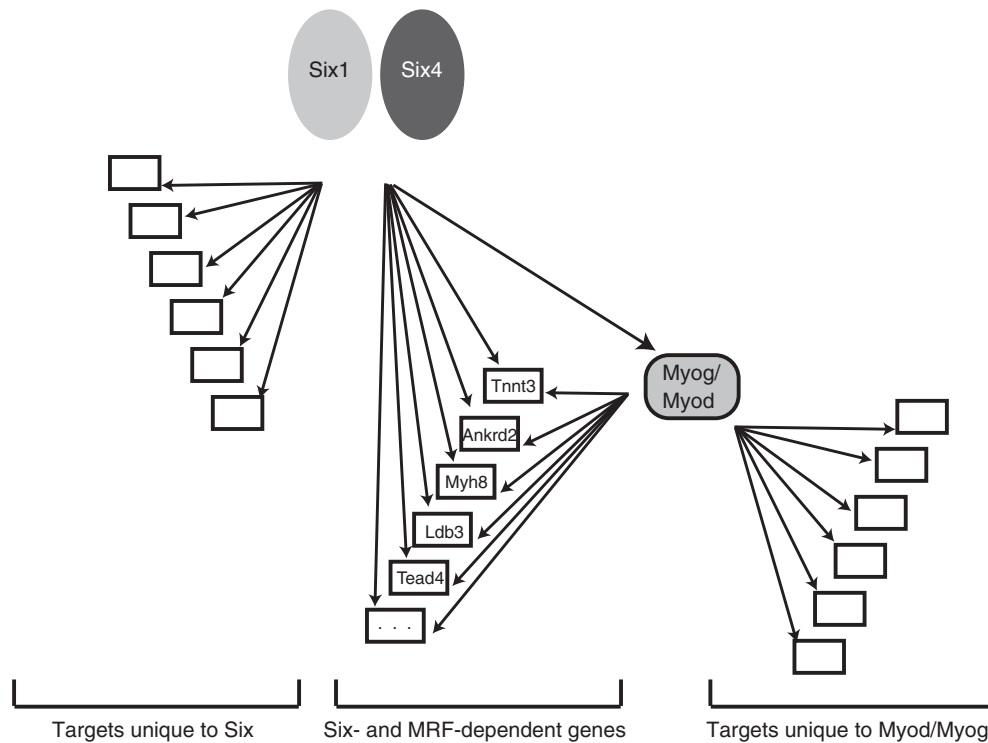 Six1
Six4
Tnnt3
Myog/
Myod
Ankrd2
Myh8
Ldb3
Tead4
. . .
Targets unique to Six
Six- and MRF-dependent genes
Targets unique to Myod/Myog